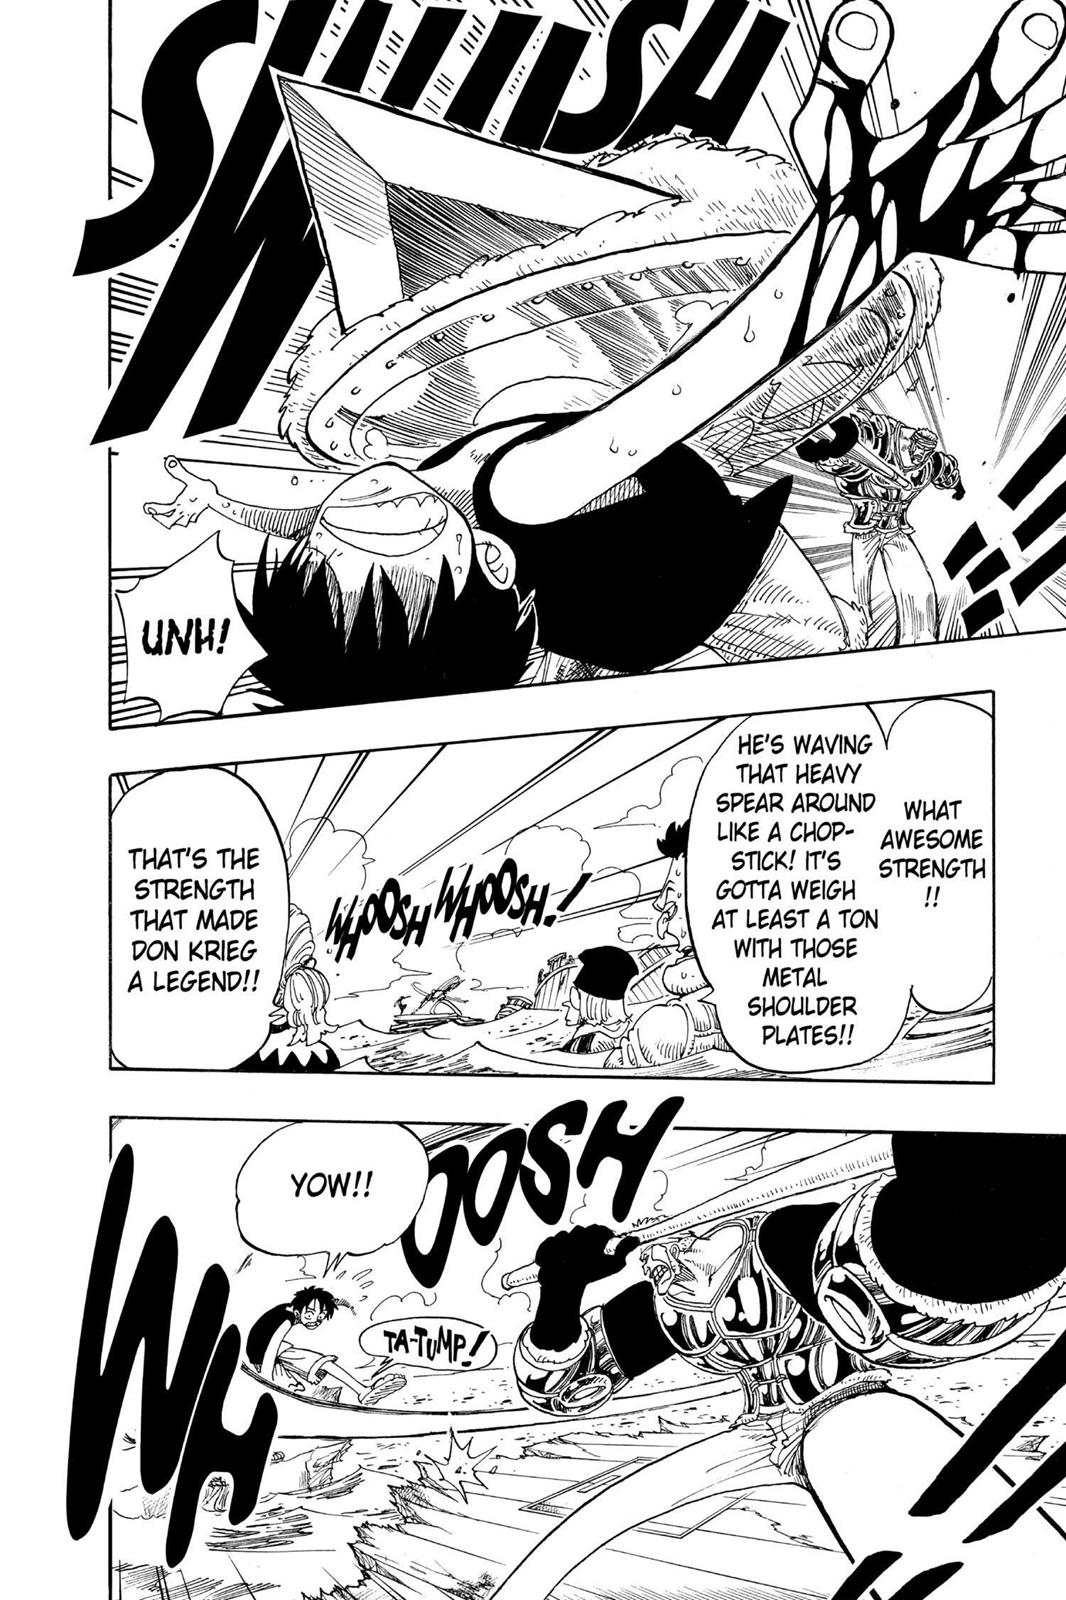 SWIIIISH
UNH!
WHAT
AWESOME
STRENGTH
!!
HE'S WAVING
THAT HEAVY
SPEAR AROUND
LIKE A CHOP-
STICK! IT'S
GOTTA WEIGH
AT LEAST A TON
WITH THOSE
METAL
SHOULDER
PLATES!!
WHOOSH WHOOSH!
THAT'S THE
STRENGTH
THAT MADE
DON KRIEG
A LEGEND!!
WHOOSH
YOW!!
TA-TUMP!